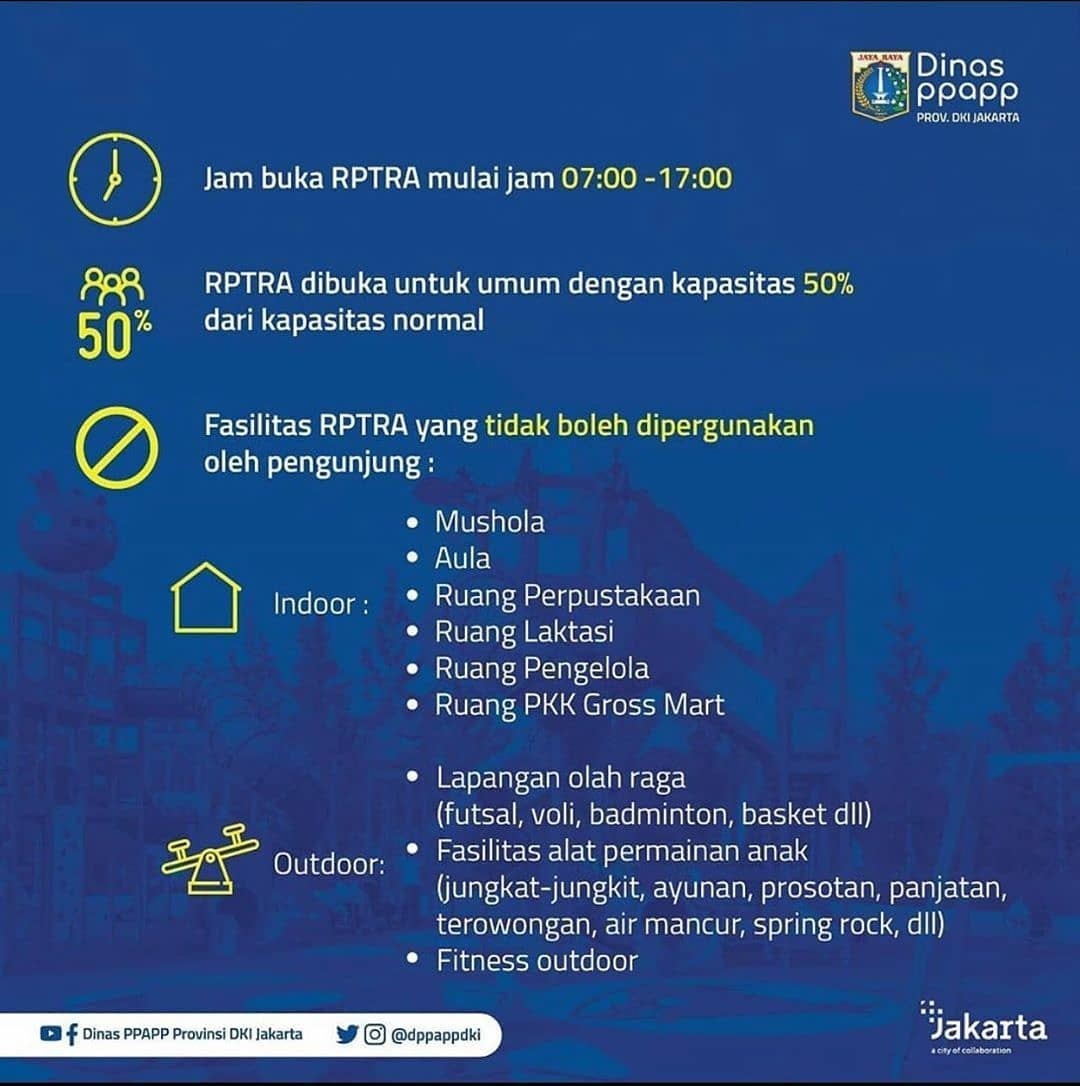 JAYA RAYA
Dinas
ppapp
PROV. DKI JAKARTA
Jam buka RPTRA mulai jam 07:00 -17:00
50%
RPTRA dibuka untuk umum dengan kapasitas 50%
dari kapasitas normal
Fasilitas RPTRA yang tidak boleh dipergunakan
oleh pengunjung :
Indoor :
• Mushola
• Aula
• Ruang Perpustakaan
• Ruang Laktasi
• Ruang Pengelola
• Ruang PKK Gross Mart
Outdoor:
• Lapangan olah raga
(futsal, voli, badminton, basket dll)
• Fasilitas alat permainan anak
(jungkat-jungkit, ayunan, prosotan, panjatan,
terowongan, air mancur, spring rock, dll)
• Fitness outdoor
Dinas PPAPP Provinsi DKI Jakarta
@dppappdki
Jakarta
a city of collaboration